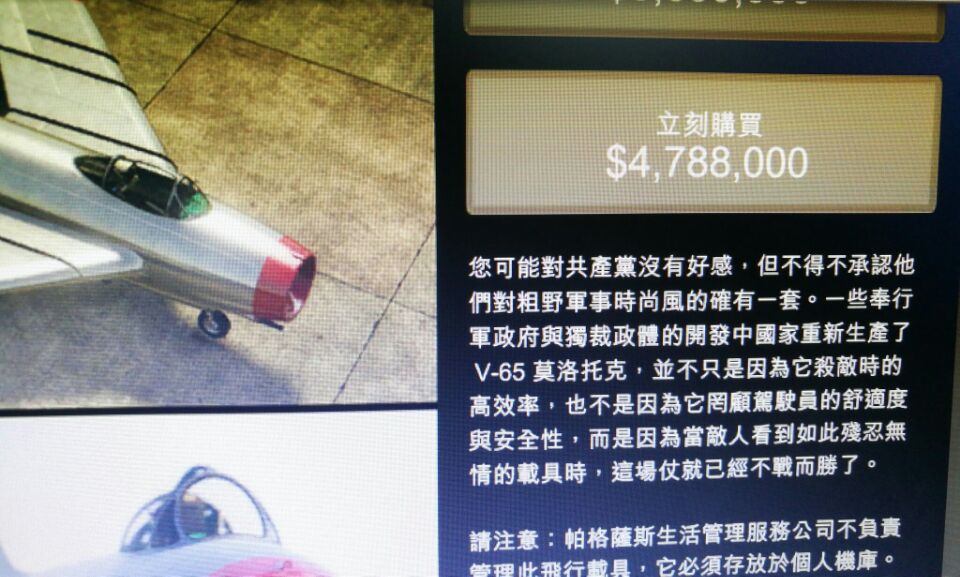 立刻購買
$4,788,000
您可能對共產黨沒有好感，但不得不承認他
們對粗野軍事時尚風的確有一套。一些奉行
軍政府與獨裁政體的開發中國家重新生產了
V-65 莫洛托克，並不只是因為它殺敵時的
高效率，也不是因為它罔顧駕駛員的舒適度
與安全性，而是因為當敵人看到如此殘忍無
情的載具時，這場仗就已經不戰而勝了。
請注意：帕格薩斯生活管理服務公司不負責
管理此飛行載具，它必須存放於個人機庫。